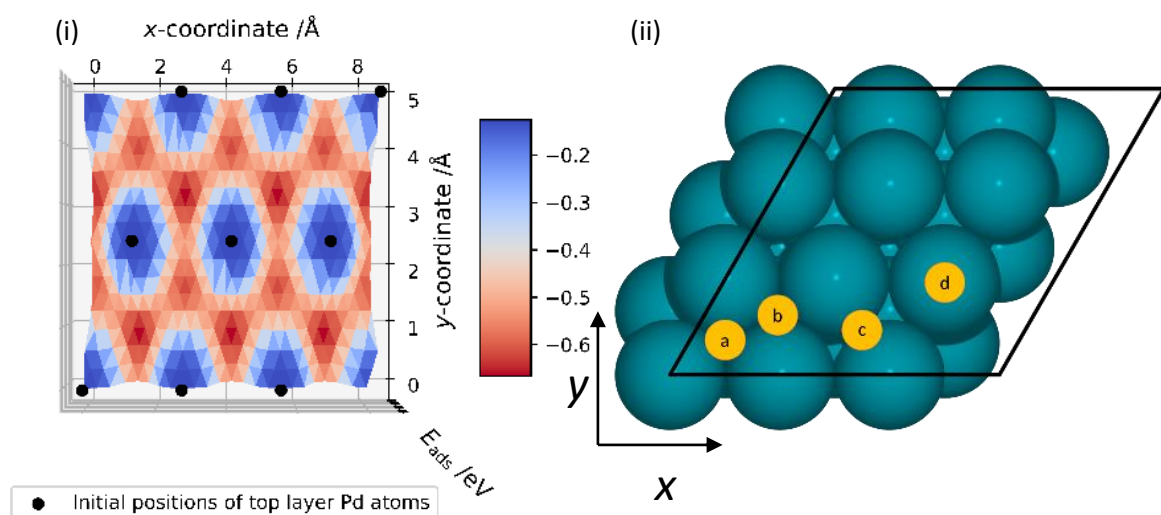 (i)
x-coordinate /Å
0 2 4 6 8
5
4
3
2
1
0
y-coordinate /Å
−0.2
−0.3
−0.4
−0.5
−0.6
E_ads /eV
Initial positions of top layer Pd atoms
(ii)
a
b
c
d
y
x